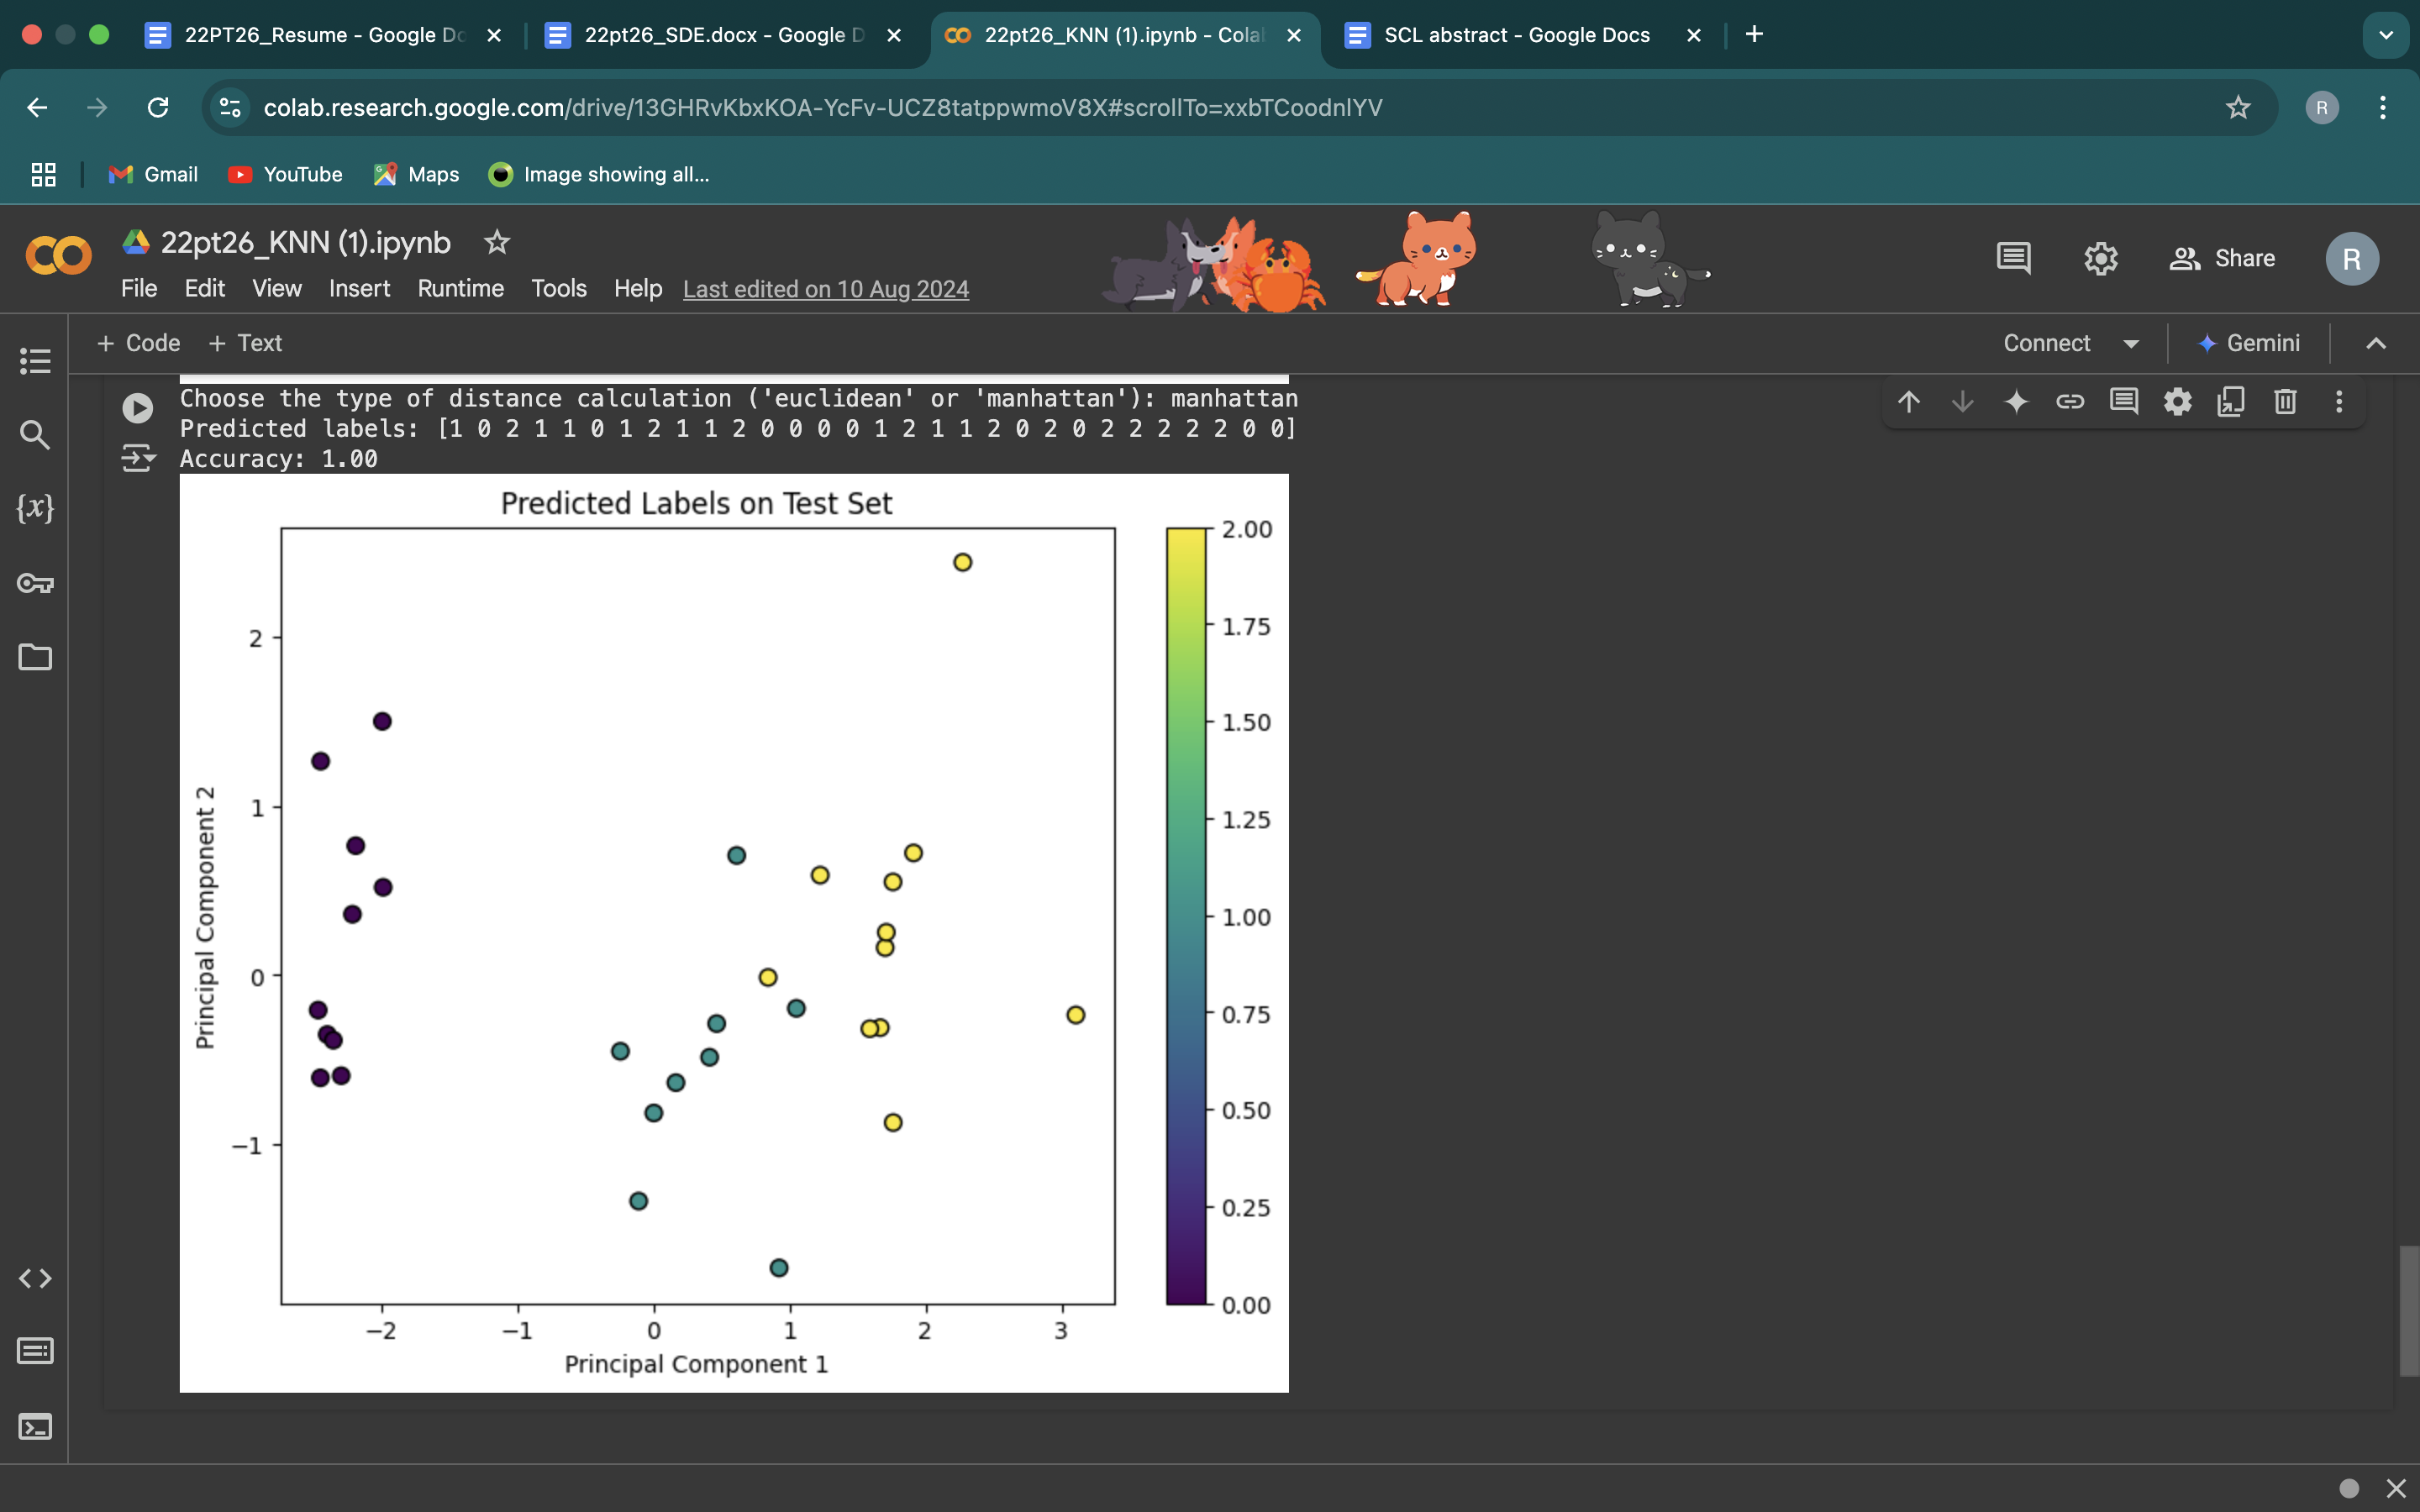 22PT26_Resume - Google Do
22pt26_SDE.docx - Google D
22pt26_KNN (1).ipynb - Cola
SCL abstract - Google Docs
colab.research.google.com/drive/13GHRvKbxKOA-YcFv-UCZ8tatppwmoV8X#scrollTo=xxbTCoodnlYV
R
Gmail
YouTube
Maps
Image showing all...
22pt26_KNN (1).ipynb
File Edit View Insert Runtime Tools Help Last edited on 10 Aug 2024
Share
R
+ Code + Text
Connect
Gemini
{x}
Choose the type of distance calculation ('euclidean' or 'manhattan'): manhattan
Predicted labels: [1 0 2 1 1 0 1 2 1 1 2 0 0 0 0 1 2 1 1 2 0 2 0 2 2 2 2 2 0 0]
Accuracy: 1.00
Predicted Labels on Test Set
2
1
0
−1
Principal Component 2
−2 −1 0 1 2 3
Principal Component 1
2.00
1.75
1.50
1.25
1.00
0.75
0.50
0.25
0.00